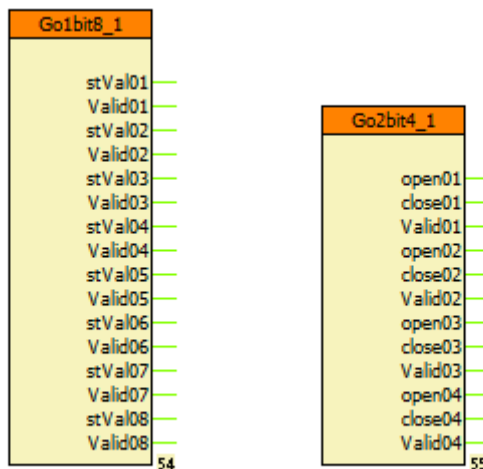 Go1bit8_1
stVal01
Valid01
stVal02
Valid02
stVal03
Valid03
stVal04
Valid04
stVal05
Valid05
stVal06
Valid06
stVal07
Valid07
stVal08
Valid08
54
Go2bit4_1
open01
close01
Valid01
open02
close02
Valid02
open03
close03
Valid03
open04
close04
Valid04
55